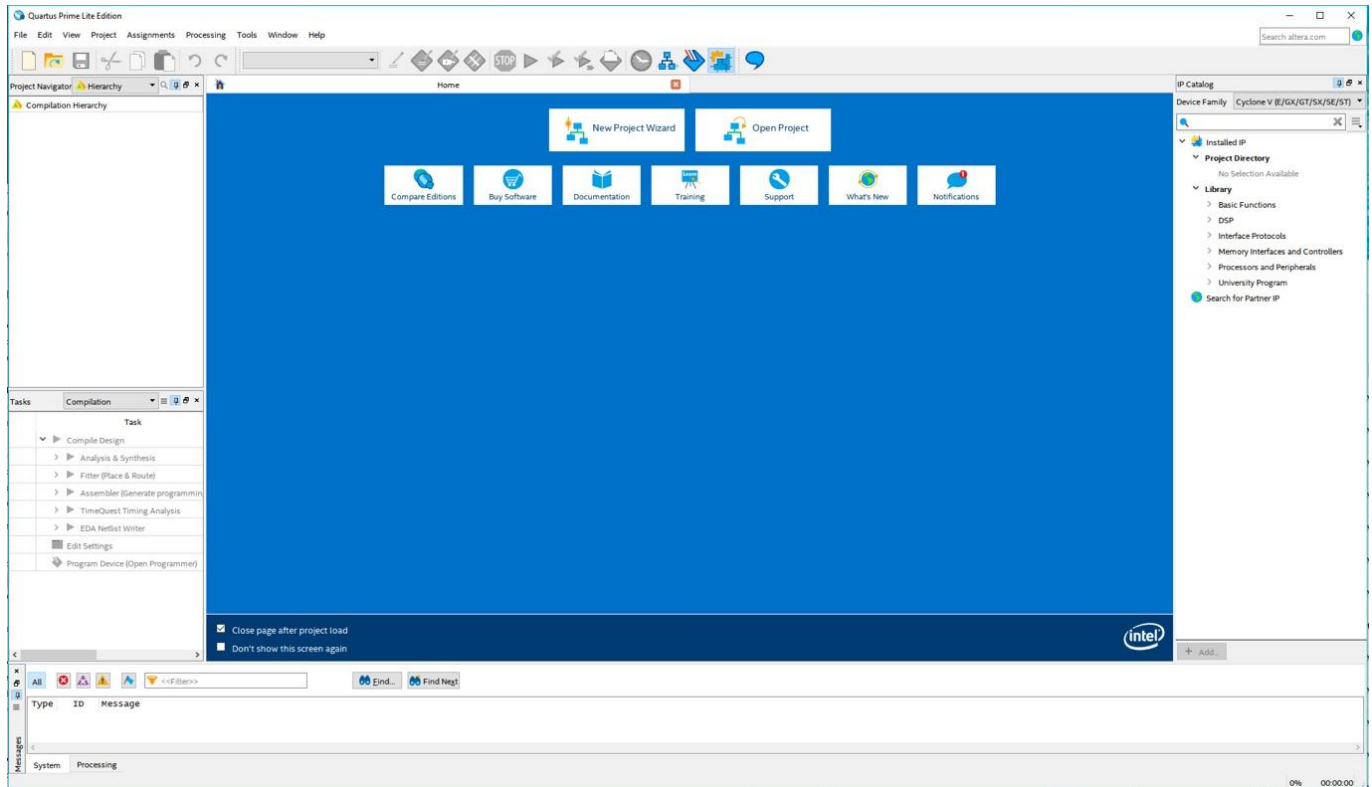 Quartus Prime Lite Edition
File Edit View Project Assignments Processing Tools Window Help
Search altera.com
STOP
Project Navigator Hierarchy
Compilation Hierarchy
Home
New Project Wizard
Open Project
Compare Editions
Buy Software
Documentation
Training
Support
What's New
Notifications
1
IP Catalog
Device Family Cyclone V (E/GX/GT/SX/SE/ST)
Installed IP
Project Directory
No Selection Available
Library
Basic Functions
DSP
Interface Protocols
Memory Interfaces and Controllers
Processors and Peripherals
University Program
Search for Partner IP
+ Add...
Tasks Compilation
Task
Compile Design
Analysis & Synthesis
Fitter (Place & Route)
Assembler (Generate programmin
TimeQuest Timing Analysis
EDA Netlist Writer
Edit Settings
Program Device (Open Programmer)
Close page after project load
Don't show this screen again
intel
All <<Filter>> Find... Find Next
Type ID Message
Messages
System Processing
0% 00:00:00